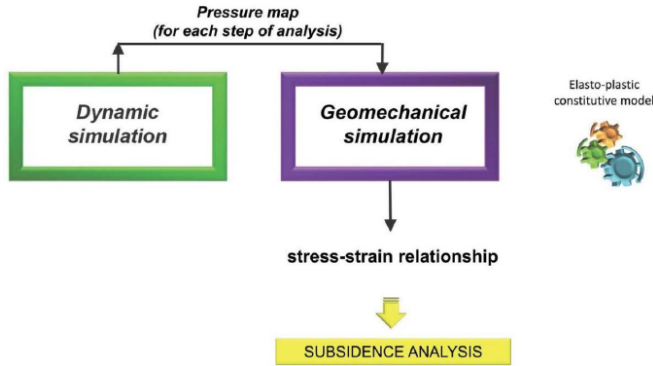 Pressure map
(for each step of analysis)
Dynamic
simulation
Geomechanical
simulation
Elasto-plastic
constitutive model
stress-strain relationship
SUBSIDENCE ANALYSIS